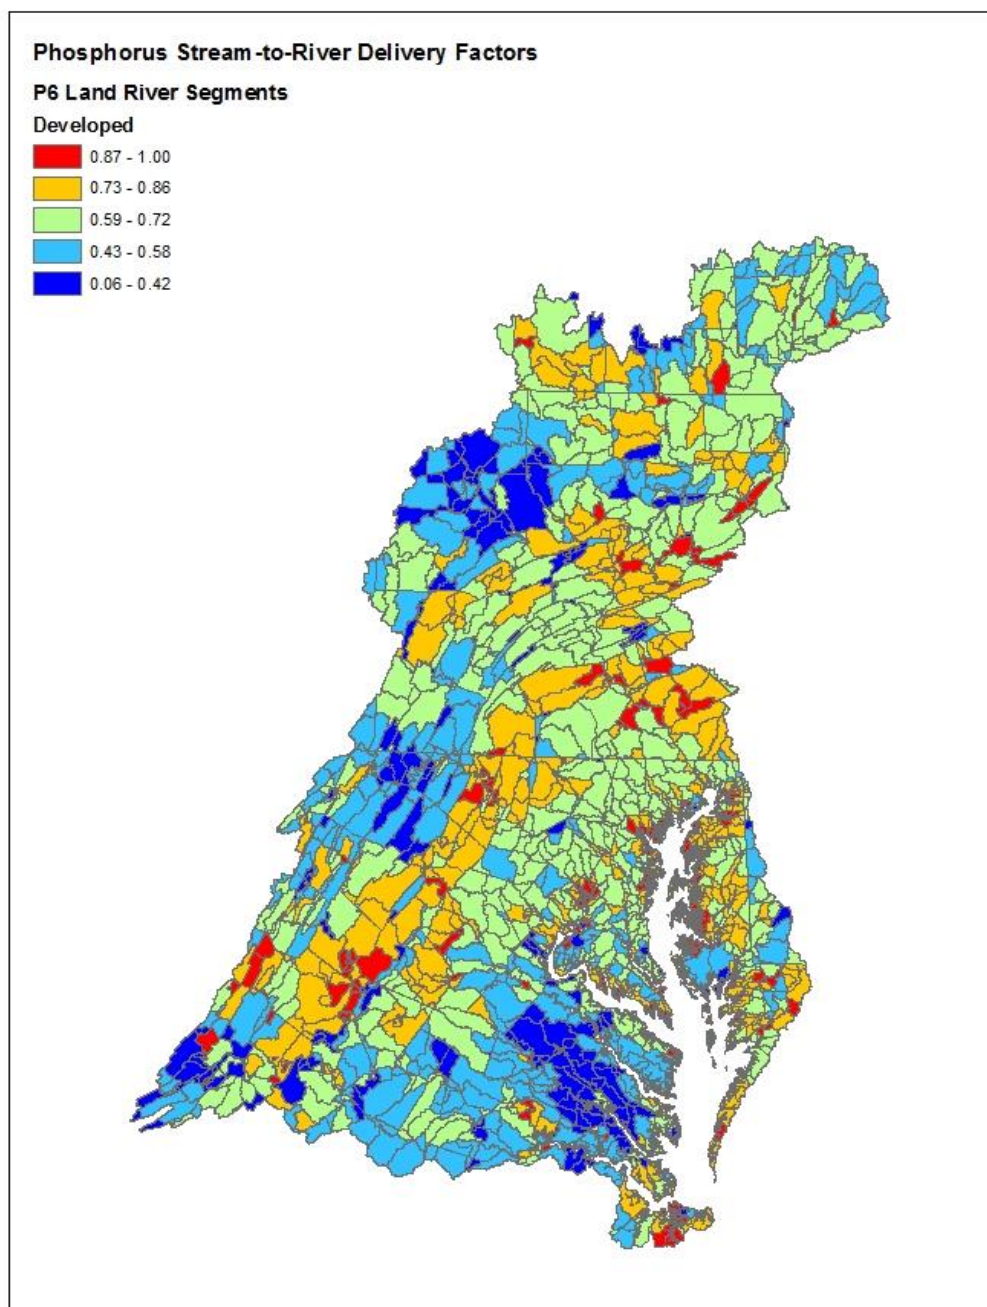 Phosphorus Stream-to-River Delivery Factors
P6 Land River Segments
Developed
0.87 - 1.00
0.73 - 0.86
0.59 - 0.72
0.43 - 0.58
0.06 - 0.42